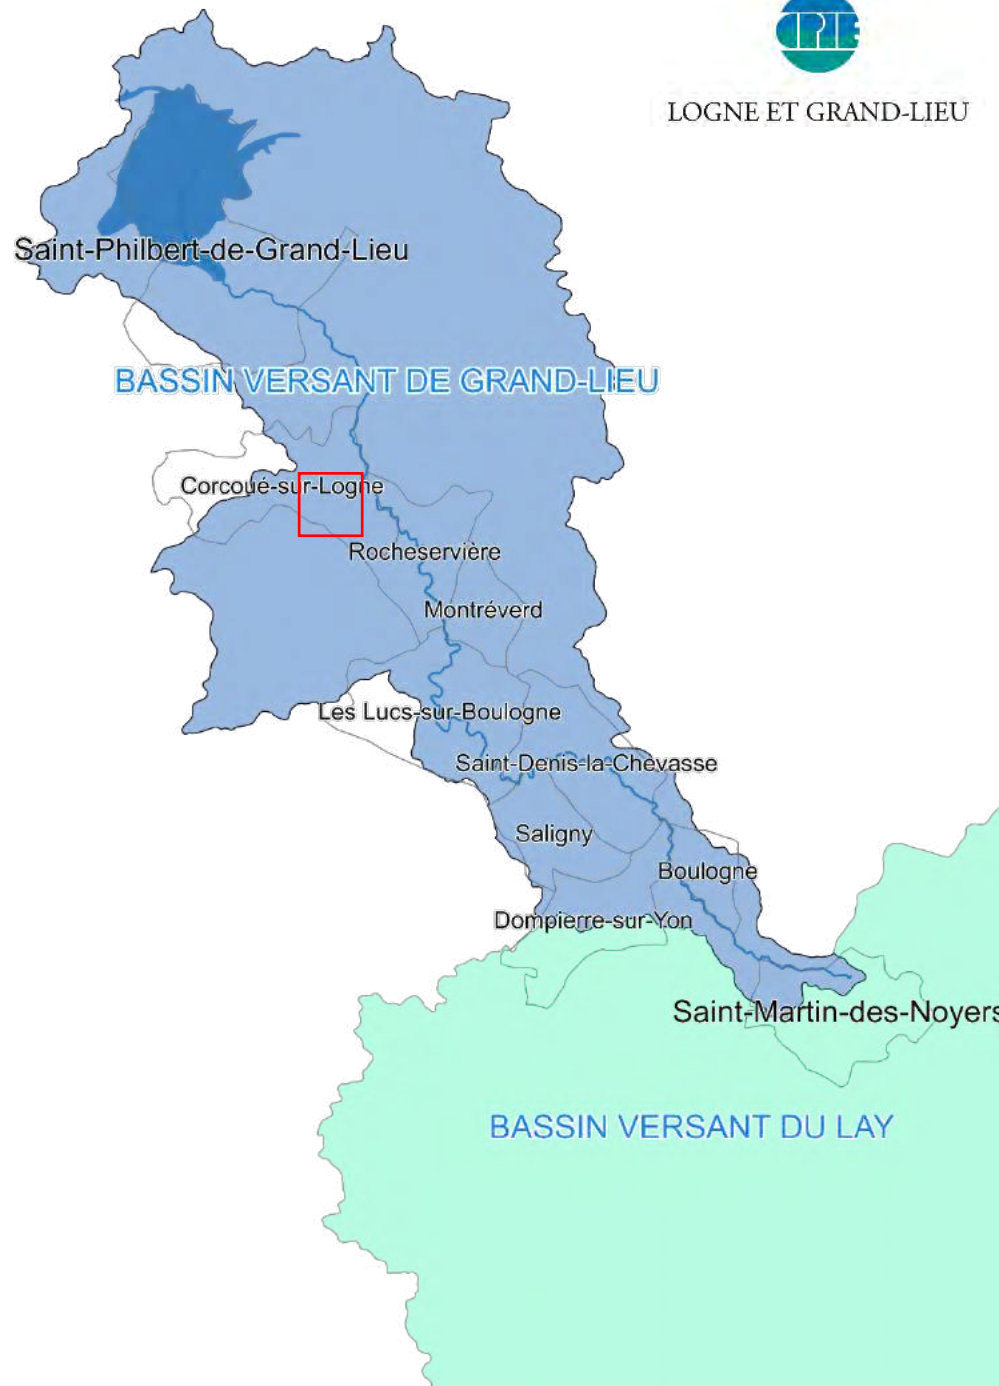 CPIE
LOGNE ET GRAND-LIEU
Saint-Philbert-de-Grand-Lieu
BASSIN VERSANT DE GRAND-LIEU
Corcoué-sur-Logne
Rocheservière
Montréverd
Les Lucs-sur-Boulogne
Saint-Denis-la-Chevasse
Saligny
Boulogne
Dompierre-sur-Yon
Saint-Martin-des-Noyers
BASSIN VERSANT DU LAY